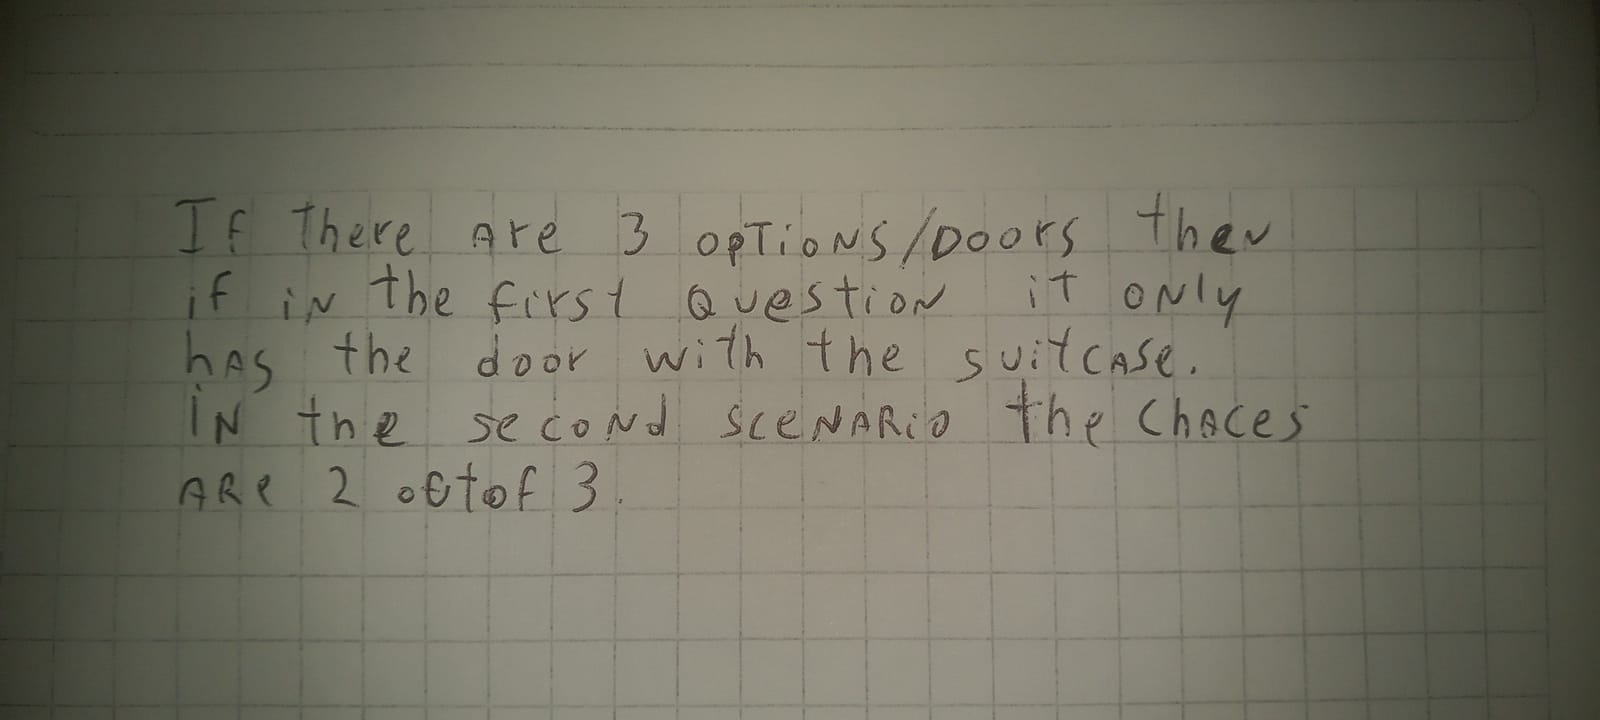 If there are 3 options/Doors then
if in the first Question it only
has the door with the suitcase.
in the second scenario the chaces
are 2 octof 3.